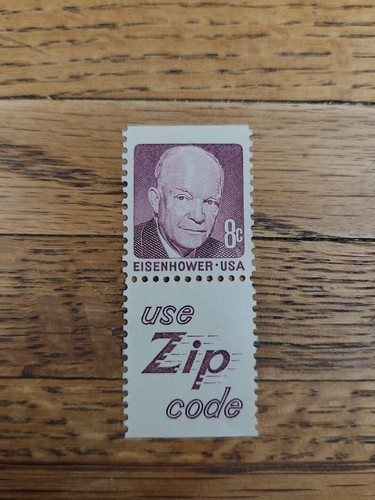 8c
EISENHOWER·USA
use
Zip
code